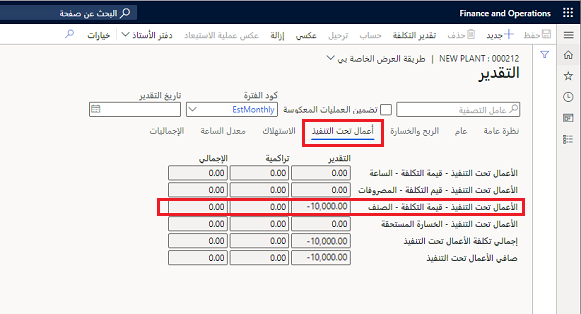 Finance and Operations
البحث عن صفحة
حفظ جديد حذف تقدير التكلفة حساب ترحيل عكسي إزالة عكس عملية الاستبعاد دفتر الأستاذ خيارات
NEW PLANT : 000212 | طريقة العرض الخاصة بي
التقدير
كود الفترة
تاريخ التقدير
عامل التصفية
تضمين العمليات المعكوسة
EstMonthly
نظرة عامة عام الربح والخسارة أعمال تحت التنفيذ الاستهلاك معدل الساعة الإجماليات
التقدير تراكمية الإجمالي
الأعمال تحت التنفيذ - قيمة التكلفة - الساعة 0.00 0.00 0.00
الأعمال تحت التنفيذ - قيم التكلفة - المصروفات 0.00 0.00 0.00
الأعمال تحت التنفيذ - قيمة التكلفة - الصنف -10,000.00 0.00 0.00
الأعمال تحت التنفيذ - الخسارة المستحقة 0.00 0.00 0.00
إجمالي تكلفة الأعمال تحت التنفيذ -10,000.00 0.00 0.00
صافي الأعمال تحت التنفيذ -10,000.00 0.00 0.00